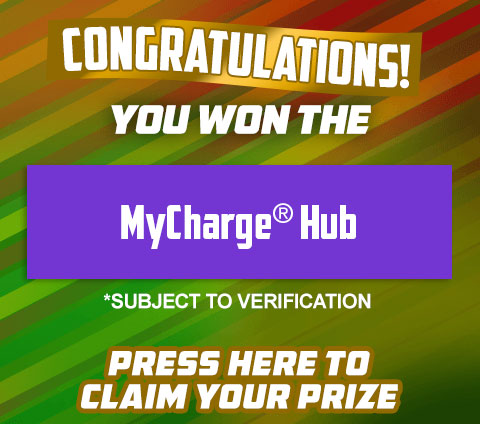 CONGRATULATIONS!
YOU WON THE
MyCharge® Hub
*SUBJECT TO VERIFICATION
PRESS HERE TO
CLAIM YOUR PRIZE